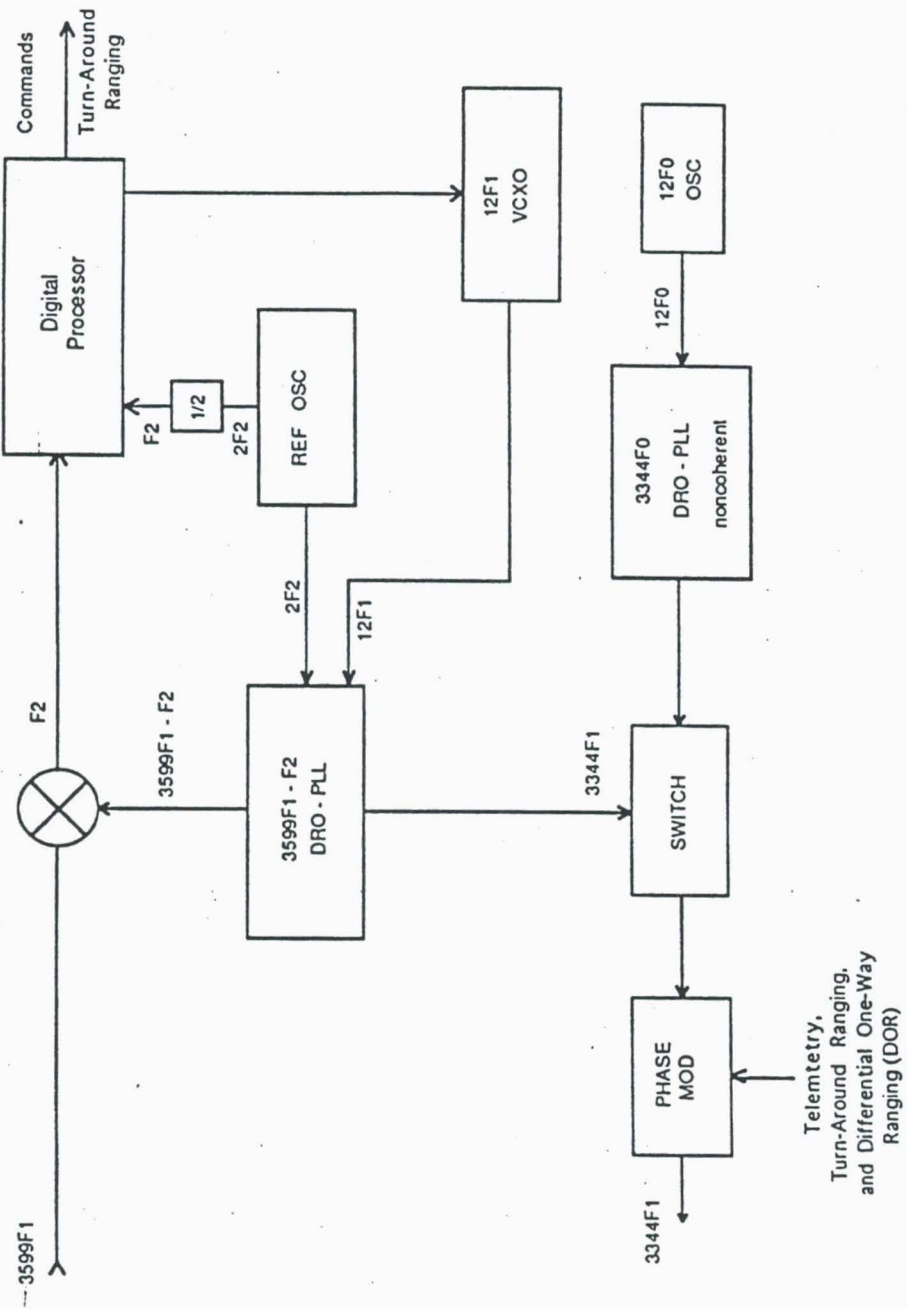 3599F1
F2
Digital
Processor
Commands
Turn-Around
Ranging
3599F1 - F2
F2
1/2
2F2
3599F1 - F2
DRO - PLL
2F2
REF OSC
12F1
12F1
VCXO
3344F1
3344F1
PHASE
MOD
SWITCH
3344F0
DRO - PLL
noncoherent
12F0
12F0
OSC
Telemtetry,
Turn-Around Ranging,
and Differential One-Way
Ranging (DOR)